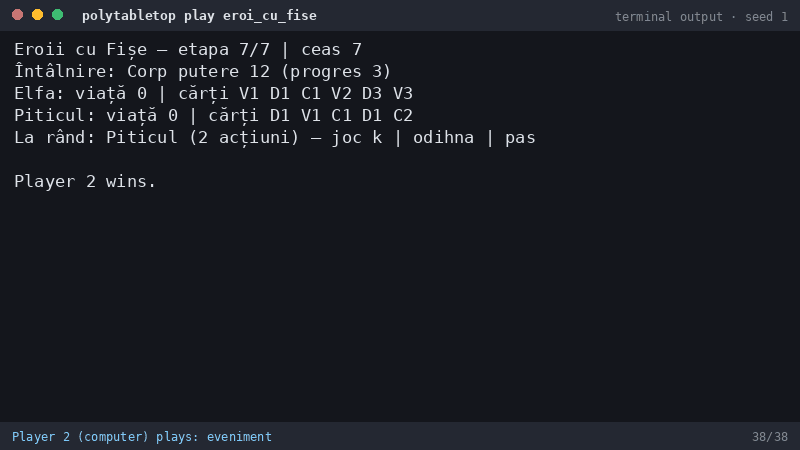 polytabletop play eroi_cu_fise
terminal output · seed 1
Eroii cu Fișe — etapa 7/7 | ceas 7
Întâlnire: Corp putere 12 (progres 3)
Elfa: viață 0 | cărți V1 D1 C1 V2 D3 V3
Piticul: viață 0 | cărți D1 V1 C1 D1 C2
La rând: Piticul (2 acțiuni) — joc k | odihna | pas
Player 2 wins.
Player 2 (computer) plays: eveniment
38/38